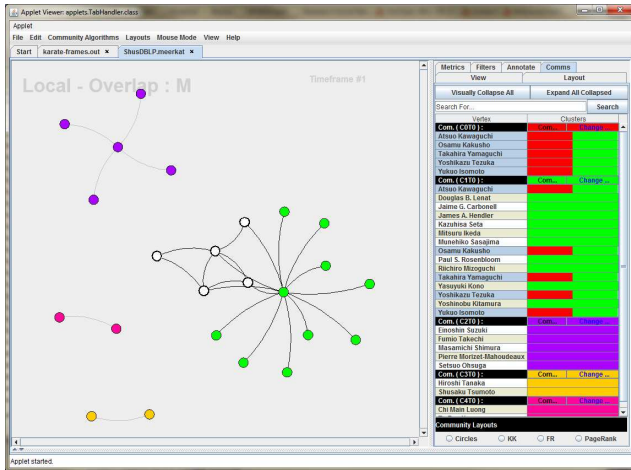 Applet Viewer: applets.TabHandler.class
Applet
File Edit Community Algorithms Layouts Mouse Mode View Help
Start karate-frames.out × ShusDBLP.meerkat ×
Local - Overlap : M
Timeframe #1
Metrics Filters Annotate Comms
View Layout
Visually Collapse All Expand All Collapsed
Search For... Search
Vertex Clusters
Com. ( C0T0 ) : Com... Change ...
Atsuo Kawaguchi
Osamu Kakusho
Takahira Yamaguchi
Yoshikazu Tezuka
Yukuo Isomoto
Com. ( C1T0 ) : Com... Change ...
Atsuo Kawaguchi
Douglas B. Lenat
Jaime G. Carbonell
James A. Hendler
Kazuhisa Seta
Mitsuru Ikeda
Munehiko Sasajima
Osamu Kakusho
Paul S. Rosenbloom
Riichiro Mizoguchi
Takahira Yamaguchi
Yasuyuki Kono
Yoshikazu Tezuka
Yoshinobu Kitamura
Yukuo Isomoto
Com. ( C2T0 ) : Com... Change ...
Einoshin Suzuki
Fumio Takechi
Masamichi Shimura
Pierre Morizet-Mahoudeaux
Setsuo Ohsuga
Com. ( C3T0 ) : Com... Change ...
Hiroshi Tanaka
Shusaku Tsumoto
Com. ( C4T0 ) : Com... Change ...
Chi Main Luong
Community Layouts
Circles KK FR PageRank
Applet started.